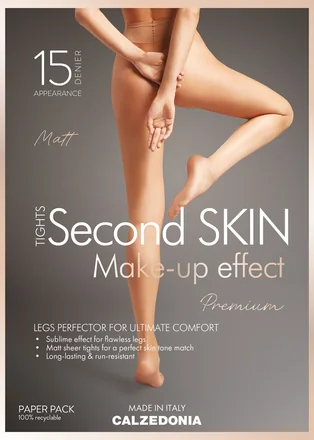 15 DENIER
APPEARANCE
Matt
TIGHTS
Second SKIN
Make-up effect
Premium
LEGS PERFECTOR FOR ULTIMATE COMFORT
• Sublime effect for flawless legs
• Matt sheer tights for a perfect skin tone match
• Long-lasting & run-resistant
PAPER PACK
100% recyclable
MADE IN ITALY
CALZEDONIA